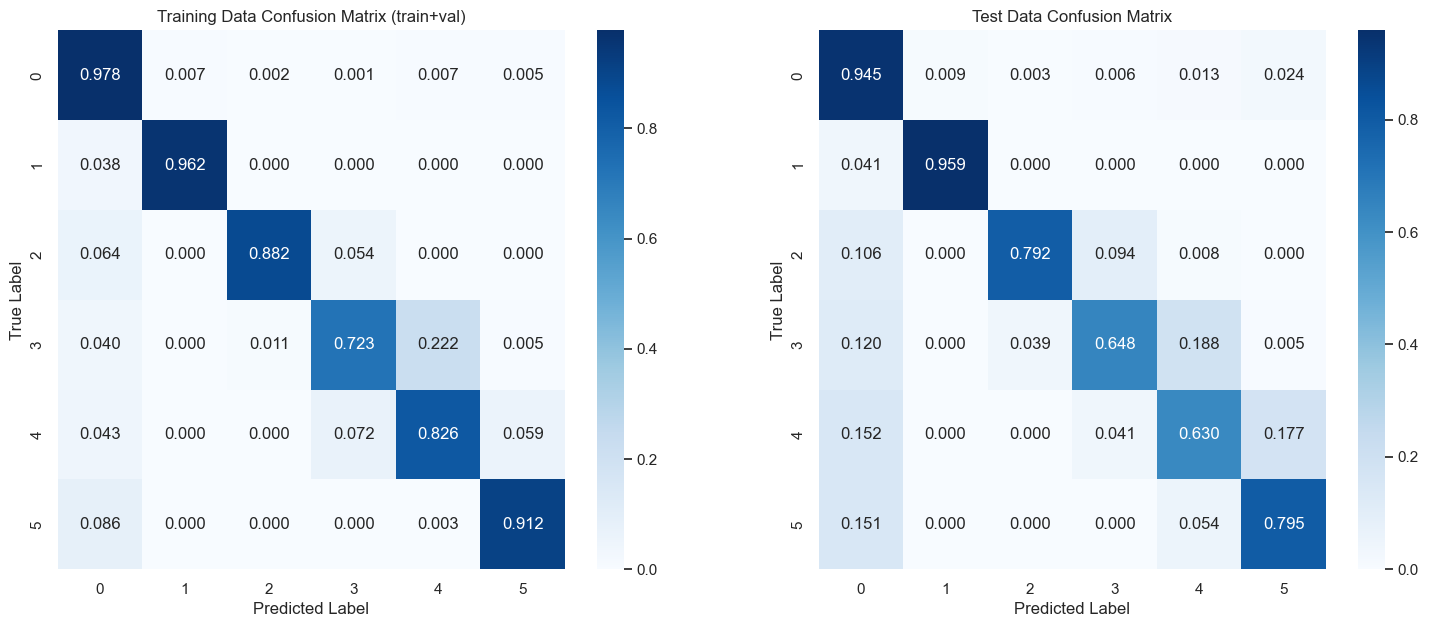 Training Data Confusion Matrix (train+val)
0 0.978 0.007 0.002 0.001 0.007 0.005
1 0.038 0.962 0.000 0.000 0.000 0.000
2 0.064 0.000 0.882 0.054 0.000 0.000
3 0.040 0.000 0.011 0.723 0.222 0.005
4 0.043 0.000 0.000 0.072 0.826 0.059
5 0.086 0.000 0.000 0.000 0.003 0.912
0 1 2 3 4 5
Predicted Label
True Label
0.8
0.6
0.4
0.2
0.0
Test Data Confusion Matrix
0 0.945 0.009 0.003 0.006 0.013 0.024
1 0.041 0.959 0.000 0.000 0.000 0.000
2 0.106 0.000 0.792 0.094 0.008 0.000
3 0.120 0.000 0.039 0.648 0.188 0.005
4 0.152 0.000 0.000 0.041 0.630 0.177
5 0.151 0.000 0.000 0.000 0.054 0.795
0 1 2 3 4 5
Predicted Label
True Label
0.8
0.6
0.4
0.2
0.0